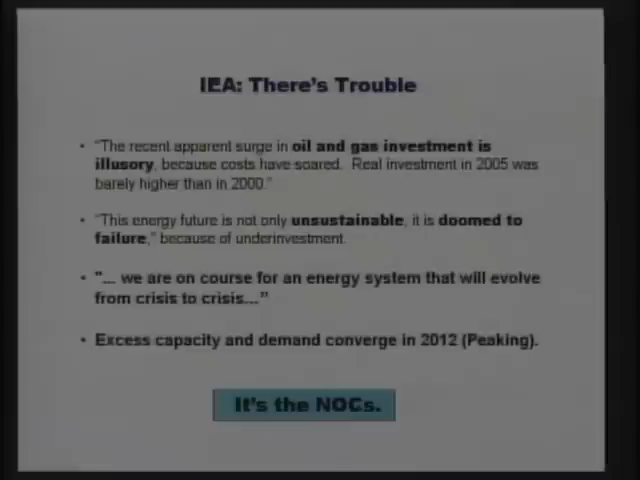 IEA: There's Trouble
• "The recent apparent surge in oil and gas investment is
illusory, because costs have soared. Real investment in 2005 was
barely higher than in 2000."
• "This energy future is not only unsustainable, it is doomed to
failure," because of underinvestment.
• "... we are on course for an energy system that will evolve
from crisis to crisis..."
• Excess capacity and demand converge in 2012 (Peaking).
It's the NOCs.